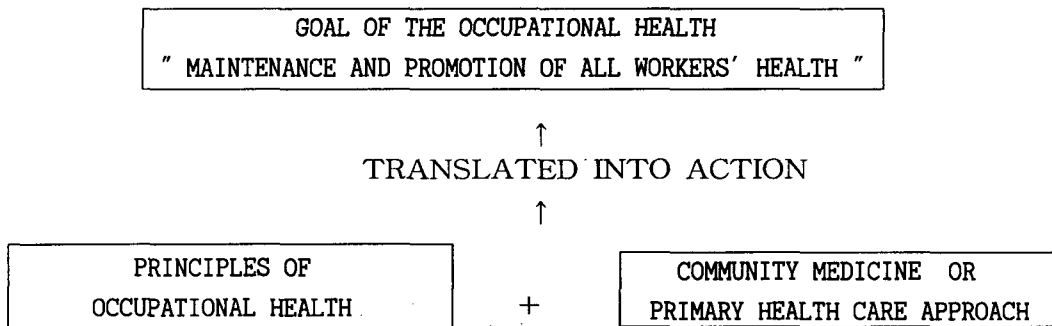 GOAL OF THE OCCUPATIONAL HEALTH
" MAINTENANCE AND PROMOTION OF ALL WORKERS' HEALTH "
↑
TRANSLATED INTO ACTION
↑
PRINCIPLES OF
OCCUPATIONAL HEALTH
+
COMMUNITY MEDICINE OR
PRIMARY HEALTH CARE APPROACH